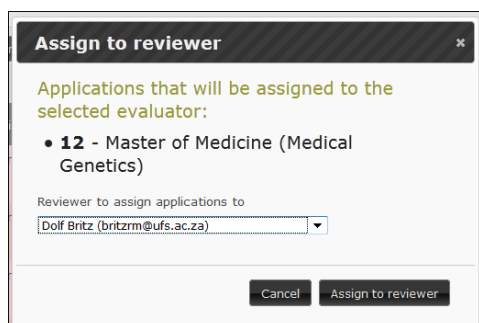 Assign to reviewer ×
Applications that will be assigned to the
selected evaluator:
• 12 - Master of Medicine (Medical
Genetics)
Reviewer to assign applications to
Dolf Britz (britzrm@ufs.ac.za)
Cancel Assign to reviewer